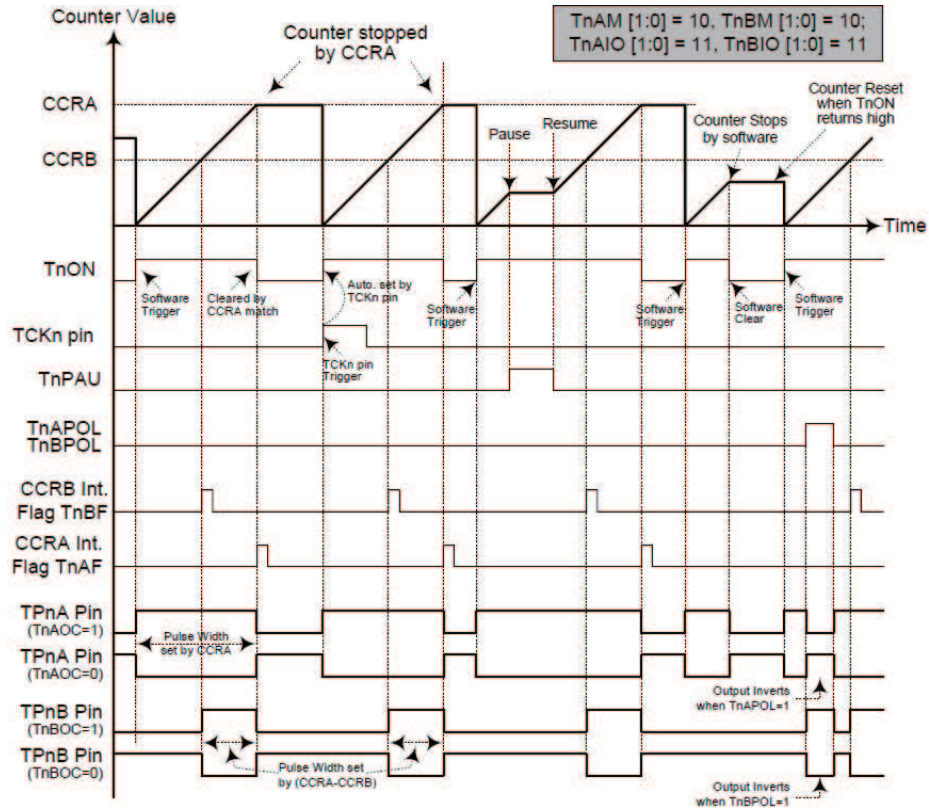 Counter Value
TnAM [1:0] = 10, TnBM [1:0] = 10;
TnAIO [1:0] = 11, TnBIO [1:0] = 11
Counter stopped
by CCRA
Counter Reset
when TnON
returns high
CCRA
Counter Stops
by software
Pause
Resume
CCRB
Time
TnON
Software
Trigger
Cleared by
CCRA match
Auto. set by
TCKn pin
Software
Trigger
Software
Trigger
Software
Clear
Software
Trigger
TCKn pin
TCKn pin
Trigger
TnPAU
TnAPOL
TnBPOL
CCRB Int.
Flag TnBF
CCRA Int.
Flag TnAF
TPnA Pin
(TnAOC=1)
Pulse Width
set by CCRA
TPnA Pin
(TnAOC=0)
Output Inverts
when TnAPOL=1
TPnB Pin
(TnBOC=1)
TPnB Pin
(TnBOC=0)
Pulse Width set
by (CCRA-CCRB)
Output Inverts
when TnBPOL=1